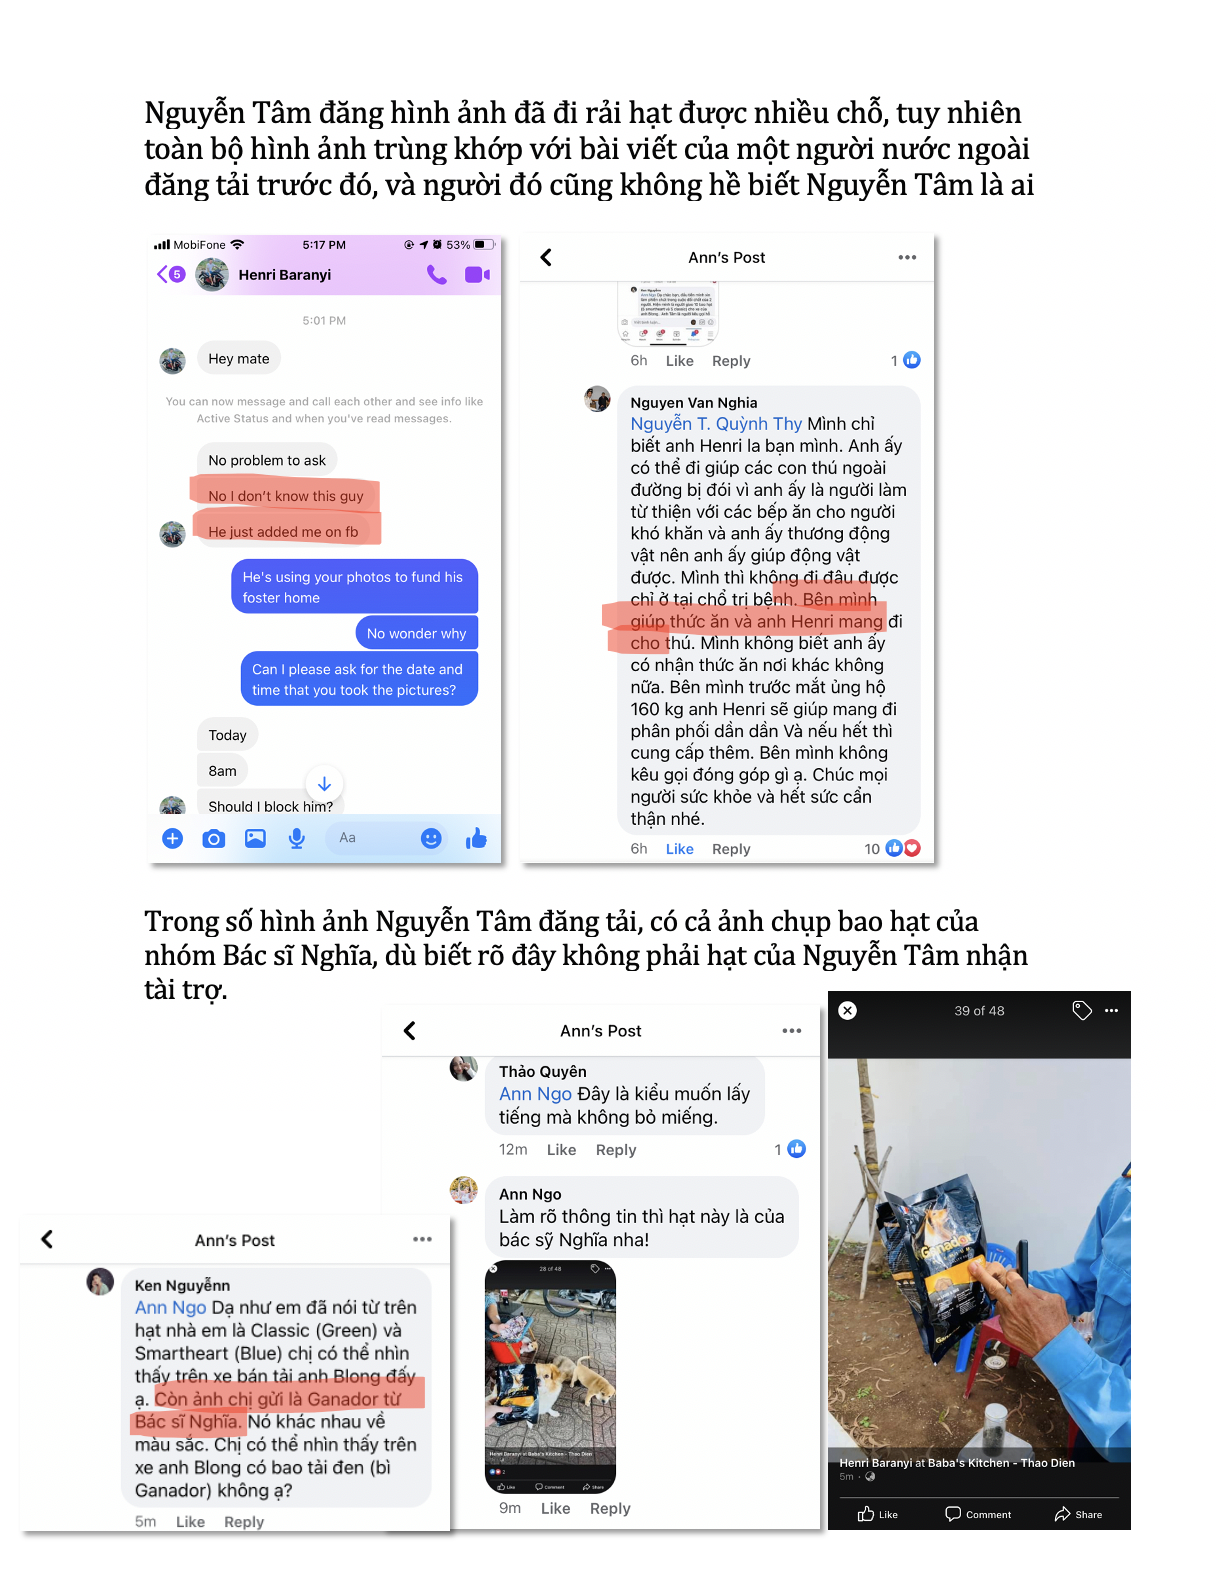 Nguyễn Tâm đăng hình ảnh đã đi rải hạt được nhiều chỗ, tuy nhiên
toàn bộ hình ảnh trùng khớp với bài viết của một người nước ngoài
đăng tải trước đó, và người đó cũng không hề biết Nguyễn Tâm là ai
MobiFone
5:17 PM
53%
5
Henri Baranyi
5:01 PM
Hey mate
You can now message and call each other and see info like
Active Status and when you've read messages.
No problem to ask
No I don't know this guy
He just added me on fb
He's using your photos to fund his
foster home
No wonder why
Can I please ask for the date and
time that you took the pictures?
Today
8am
Should I block him?
Aa
Ann's Post
6h Like Reply 1
Nguyen Van Nghia
Nguyễn T. Quỳnh Thy Mình chỉ
biết anh Henri la bạn mình. Anh ấy
có thể đi giúp các con thú ngoài
đường bị đói vì anh ấy là người làm
từ thiện với các bếp ăn cho người
khó khăn và anh ấy thương động
vật nên anh ấy giúp động vật
được. Mình thì không đi đâu được
chỉ ở tại chổ trị bệnh. Bên mình
giúp thức ăn và anh Henri mang đi
cho thú. Mình không biết anh ấy
có nhận thức ăn nơi khác không
nữa. Bên mình trước mắt ủng hộ
160 kg anh Henri sẽ giúp mang đi
phân phối dần dần Và nếu hết thì
cung cấp thêm. Bên mình không
kêu gọi đóng góp gì ạ. Chúc mọi
người sức khỏe và hết sức cẩn
thận nhé.
6h Like Reply 10
Trong số hình ảnh Nguyễn Tâm đăng tải, có cả ảnh chụp bao hạt của
nhóm Bác sĩ Nghĩa, dù biết rõ đây không phải hạt của Nguyễn Tâm nhận
tài trợ.
Ann's Post
Ken Nguyễnn
Ann Ngo Dạ như em đã nói từ trên
hạt nhà em là Classic (Green) và
Smartheart (Blue) chị có thể nhìn
thấy trên xe bán tải anh Blong đấy
ạ. Còn ảnh chị gửi là Ganador từ
Bác sĩ Nghĩa. Nó khác nhau về
màu sắc. Chị có thể nhìn thấy trên
xe anh Blong có bao tải đen (bì
Ganador) không ạ?
5m Like Reply
Ann's Post
Thảo Quyên
Ann Ngo Đây là kiểu muốn lấy
tiếng mà không bỏ miếng.
12m Like Reply 1
Ann Ngo
Làm rõ thông tin thì hạt này là của
bác sỹ Nghĩa nha!
28 of 48
Henri Baranyi at Baba's Kitchen - Thao Dien
Like Comment Share
9m Like Reply
39 of 48
Ganador
Henri Baranyi at Baba's Kitchen - Thao Dien
5m
Like Comment Share